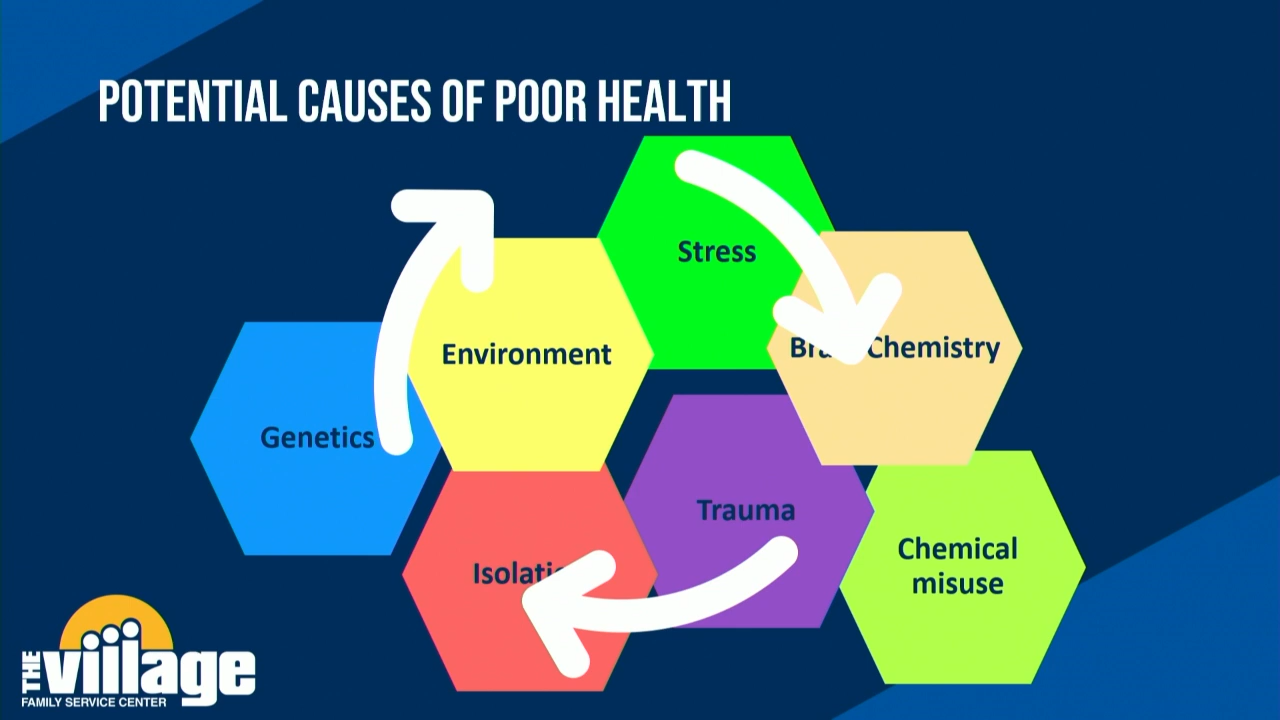 POTENTIAL CAUSES OF POOR HEALTH
Stress
Environment
Chemistry
Genetics
Trauma
Chemical
misuse
THE
village
FAMILY SERVICE CENTER